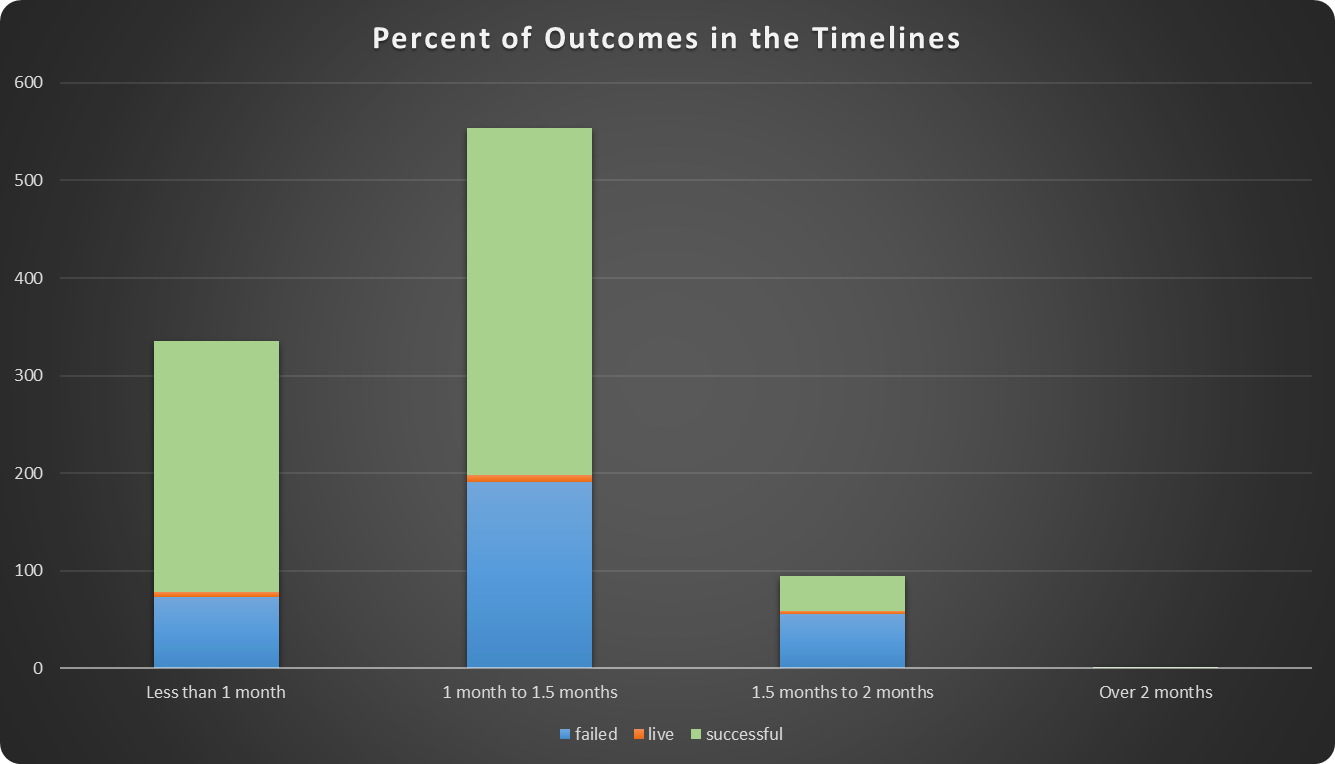 Percent of Outcomes in the Timelines
600
500
400
300
200
100
0
Less than 1 month
1 month to 1.5 months
1.5 months to 2 months
Over 2 months
failed
live
successful